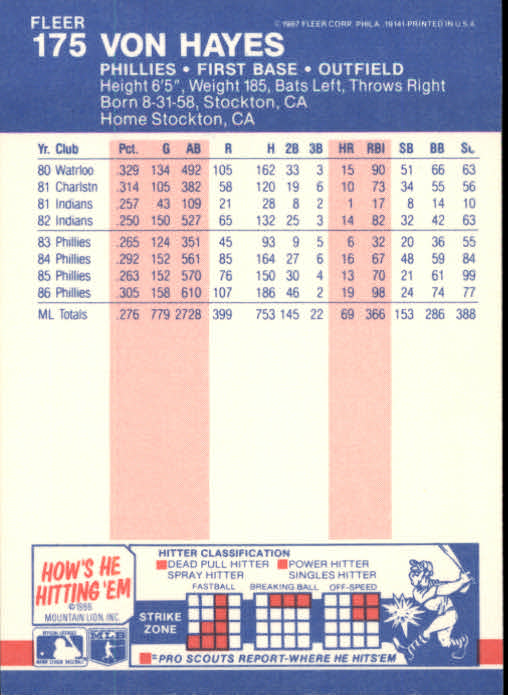 FLEER
© 1987 FLEER CORP. PHILA. 19141-PRINTED IN U.S.A.
175 VON HAYES
PHILLIES • FIRST BASE • OUTFIELD
Height 6'5", Weight 185, Bats Left, Throws Right
Born 8-31-58, Stockton, CA
Home Stockton, CA
Yr. Club Pct. G AB R H 2B 3B HR RBI SB BB
80 Watrloo .329 134 492 105 162 33 3 15 90 51 66 63
81 Charlstn .314 105 382 58 120 19 6 10 73 34 55 56
81 Indians .257 43 109 21 28 8 2 1 17 8 14 10
82 Indians .250 150 527 65 132 25 3 14 82 32 42 63
83 Phillies .265 124 351 45 93 9 5 6 32 20 36 55
84 Phillies .292 152 561 85 164 27 6 16 67 48 59 84
85 Phillies .263 152 570 76 150 30 4 13 70 21 61 99
86 Phillies .305 158 610 107 186 46 2 19 98 24 74 77
ML Totals .276 779 2728 399 753 145 22 69 366 153 286 388
HOW'S HE
HITTING 'EM
© 1986
MOUNTAIN LION, INC.
HITTER CLASSIFICATION
DEAD PULL HITTER POWER HITTER
SPRAY HITTER SINGLES HITTER
FASTBALL BREAKING BALL OFF-SPEED
STRIKE
ZONE
=PRO SCOUTS REPORT-WHERE HE HITS'EM
MLB